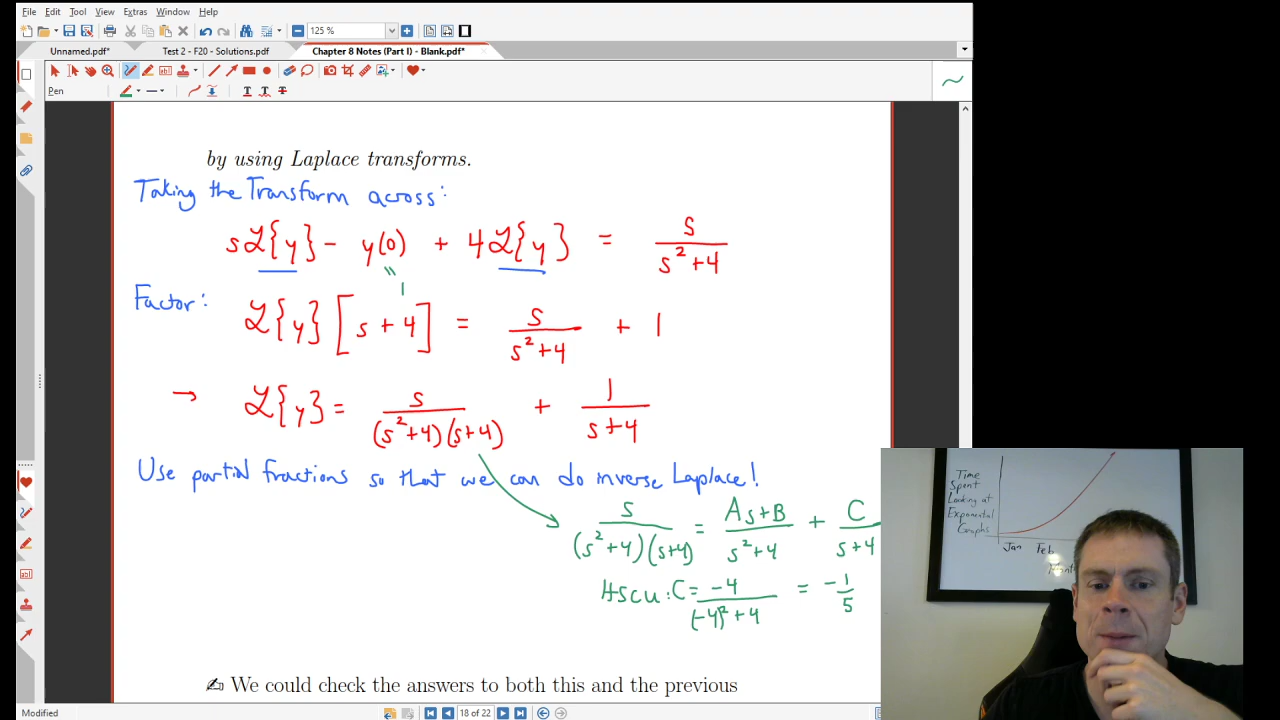 File Edit Tool View Extras Window Help
125 %
Unnamed.pdf* Test 2 - F20 - Solutions.pdf Chapter 8 Notes (Part I) - Blank.pdf*
Pen
by using Laplace transforms.
Taking the Transform across:
sℒ{y} - y(0) + 4ℒ{y} = s/(s²+4)
" 1
Factor:
ℒ{y}[s+4] = s/(s²+4) + 1
→ ℒ{y} = s/((s²+4)(s+4)) + 1/(s+4)
Use partial fractions so that we can do inverse Laplace!
s/((s²+4)(s+4)) = (As+B)/(s²+4) + C/(s+4)
HSCU: C = -4/((-4)²+4) = -1/5
✍ We could check the answers to both this and the previous
Modified 18 of 22
Time
Spent
Looking at
Exponential
Graphs
Jan Feb